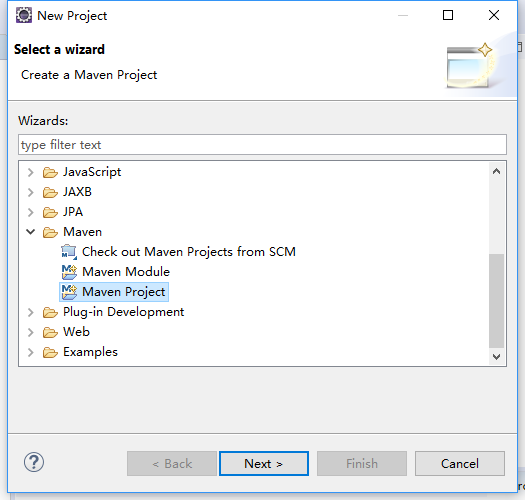 New Project
Select a wizard
Create a Maven Project
Wizards:
type filter text
JavaScript
JAXB
JPA
Maven
Check out Maven Projects from SCM
Maven Module
Maven Project
Plug-in Development
Web
Examples
< Back
Next >
Finish
Cancel